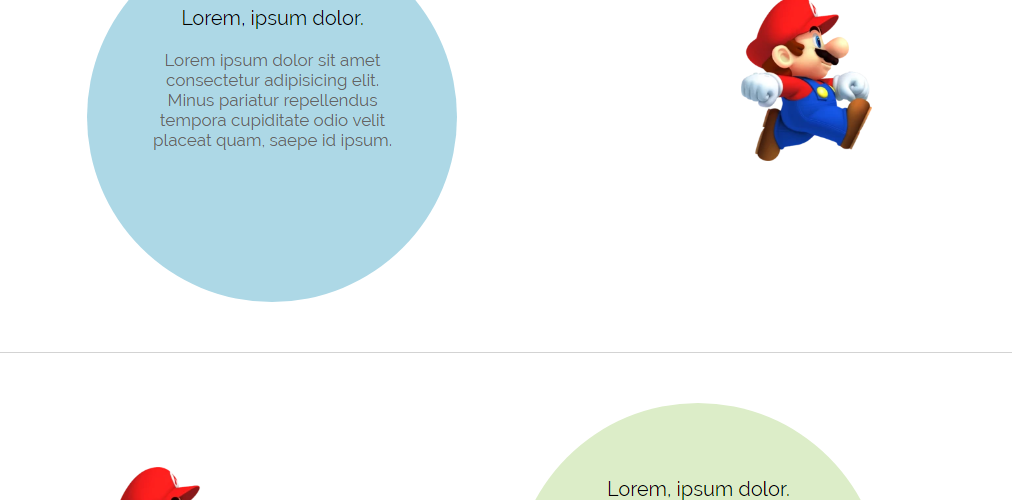 Lorem, ipsum dolor.
Lorem ipsum dolor sit amet
consectetur adipisicing elit.
Minus pariatur repellendus
tempora cupiditate odio velit
placeat quam, saepe id ipsum.
Lorem, ipsum dolor.